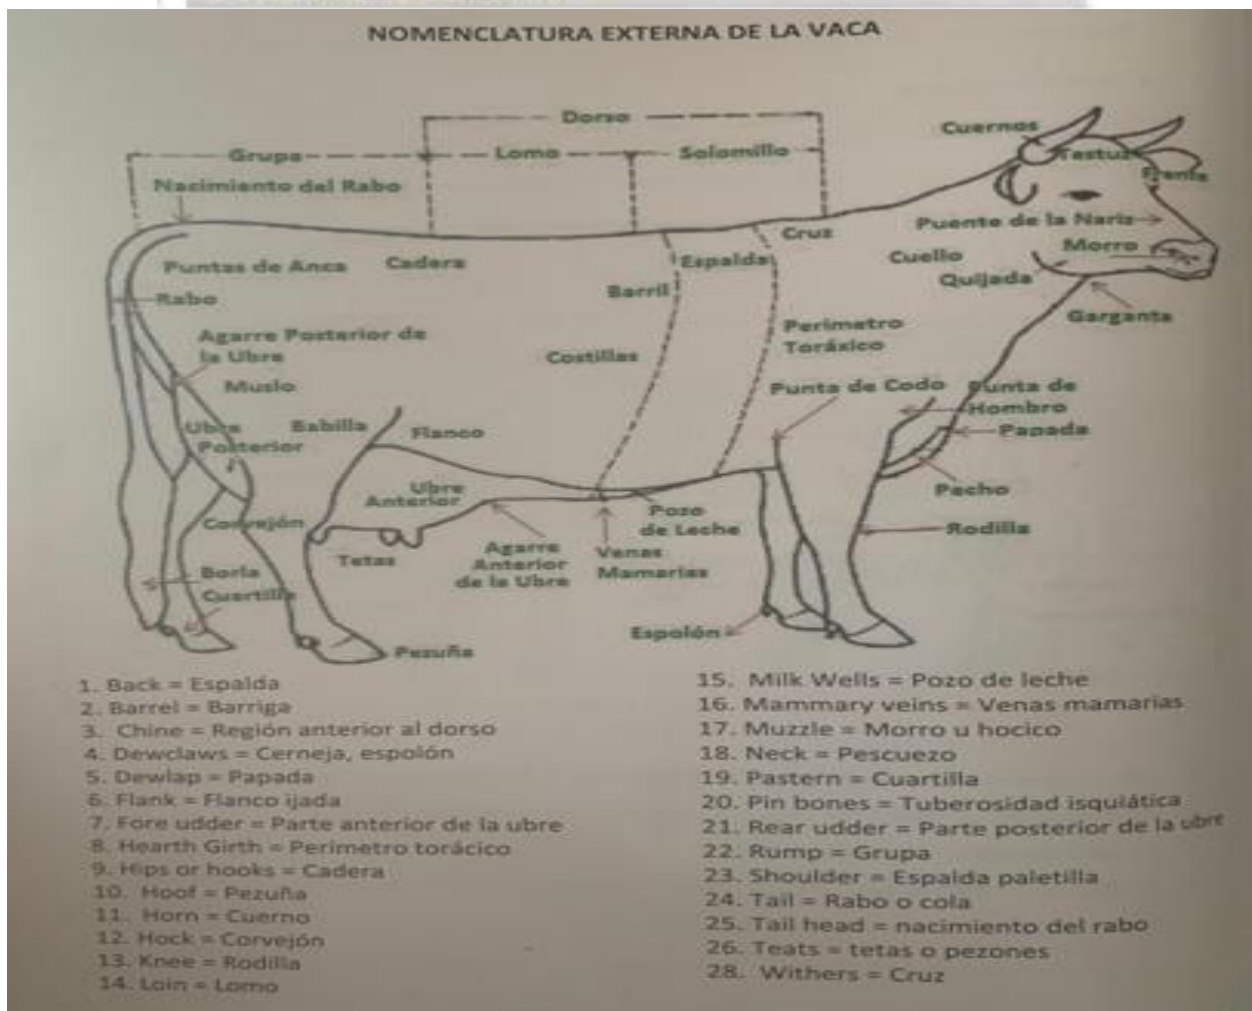 NOMENCLATURA EXTERNA DE LA VACA
Dorso
Grupa
Lomo
Solomillo
Cuernos
Testuz
Frente
Nacimiento del Rabo
Puente de la Nariz
Cruz
Morro
Cuello
Quijada
Puntas de Anca
Cadera
Espalda
Barril
Rabo
Garganta
Agarre Posterior de
la Ubre
Perimetro
Toráxico
Costillas
Muslo
Punta de Codo
Punta de
Hombro
Papada
Ubre
Posterior
Babilla
Flanco
Ubre
Anterior
Pecho
Pozo
de Leche
Corvejón
Rodilla
Tetas
Agarre
Anterior
de la Ubre
Venas
Mamarias
Borla
Cuartilla
Espolón
Pezuña
1. Back = Espalda
2. Barrel = Barriga
3. Chine = Región anterior al dorso
4. Dewclaws = Cerneja, espolón
5. Dewlap = Papada
6. Flank = Flanco ijada
7. Fore udder = Parte anterior de la ubre
8. Hearth Girth = Perimetro torácico
9. Hips or hooks = Cadera
10. Hoof = Pezuña
11. Horn = Cuerno
12. Hock = Corvejón
13. Knee = Rodilla
14. Loin = Lomo
15. Milk Wells = Pozo de leche
16. Mammary veins = Venas mamarias
17. Muzzle = Morro u hocico
18. Neck = Pescuezo
19. Pastern = Cuartilla
20. Pin bones = Tuberosidad isquiática
21. Rear udder = Parte posterior de la ubre
22. Rump = Grupa
23. Shoulder = Espalda paletilla
24. Tail = Rabo o cola
25. Tail head = nacimiento del rabo
26. Teats = tetas o pezones
28. Withers = Cruz